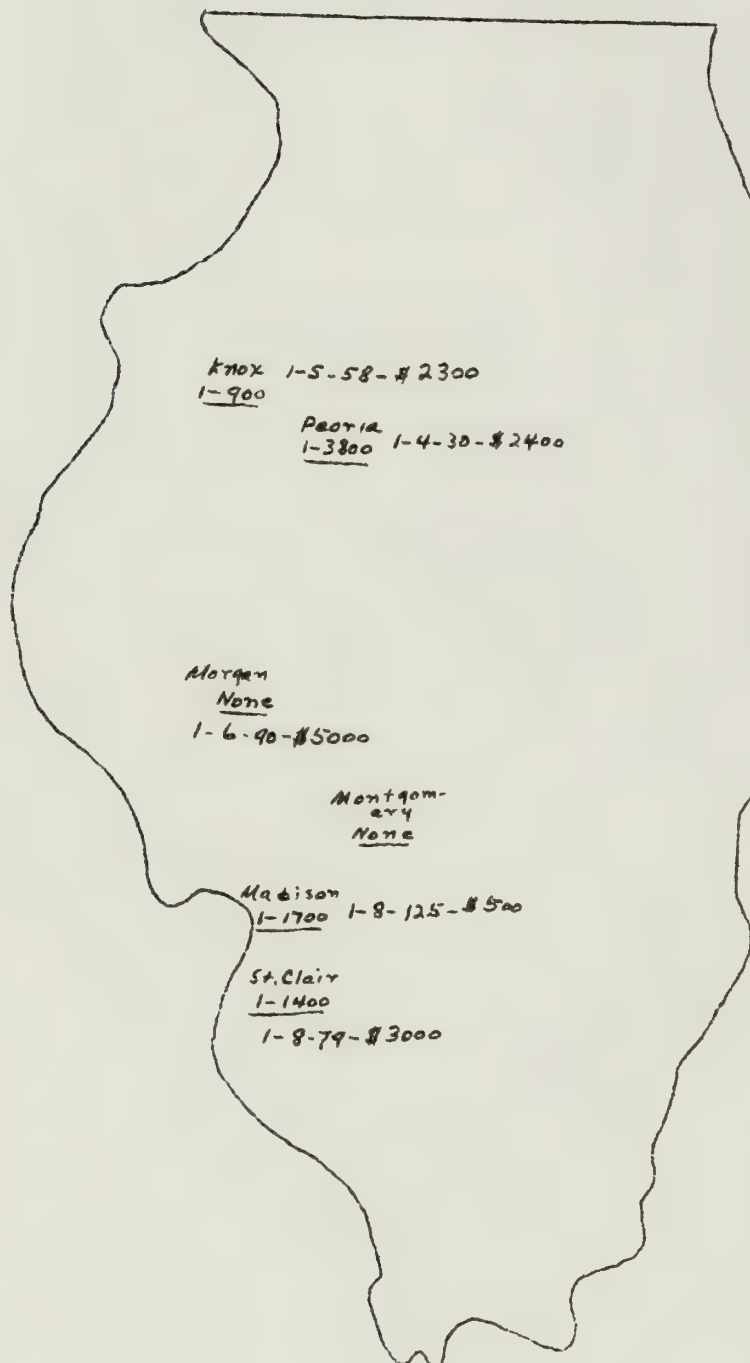 Knox 1-5-58-$2300
1-900
Peoria
1-3800 1-4-30-$2400
Morgan
None
1-6-90-$5000
Montgom-
ery
None
Madison
1-1700 1-8-125-$500
St. Clair
1-1400
1-8-79-$3000